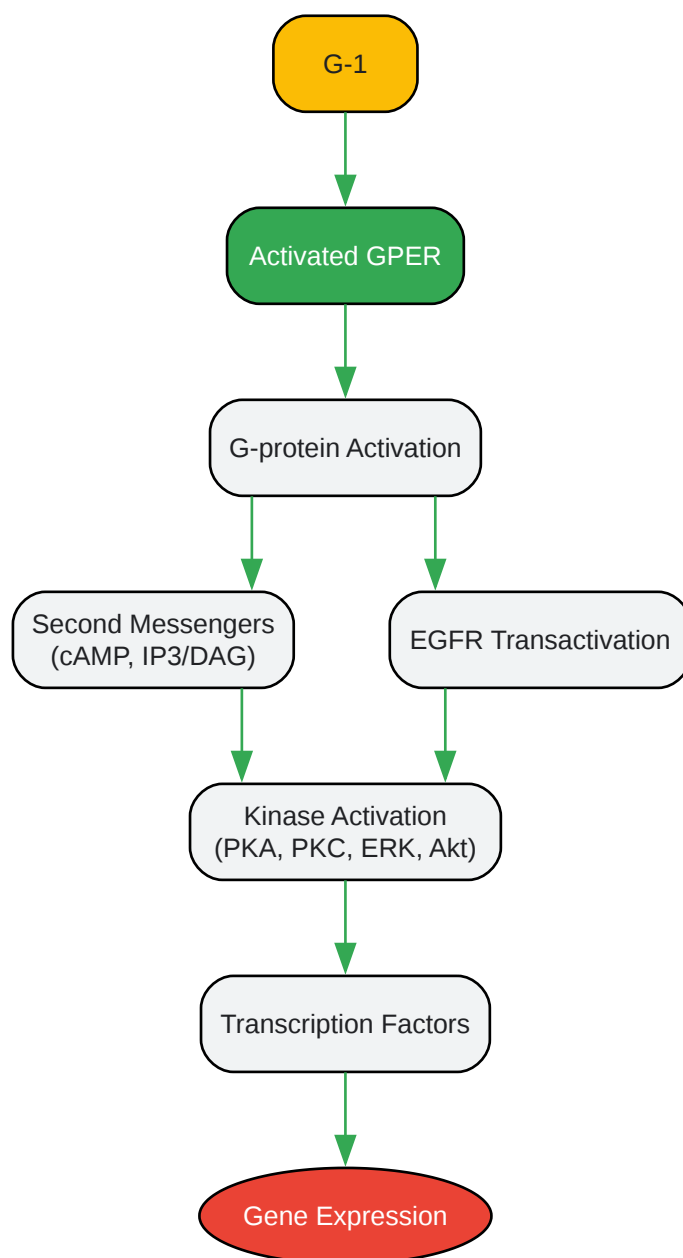 G-1
Activated GPER
G-protein Activation
Second Messengers
(cAMP, IP3/DAG)
EGFR Transactivation
Kinase Activation
(PKA, PKC, ERK, Akt)
Transcription Factors
Gene Expression